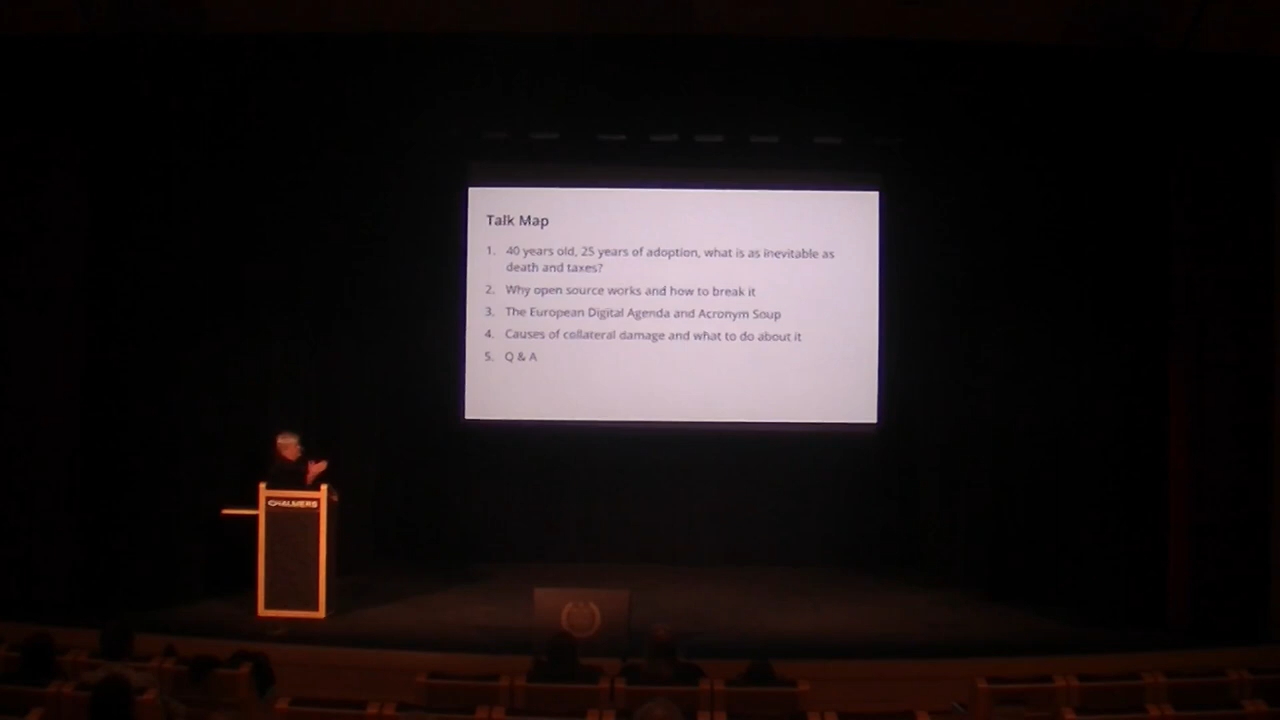 Talk Map
1. 40 years old, 25 years of adoption, what is as inevitable as
death and taxes?
2. Why open source works and how to break it
3. The European Digital Agenda and Acronym Soup
4. Causes of collateral damage and what to do about it
5. Q & A
CHALMERS